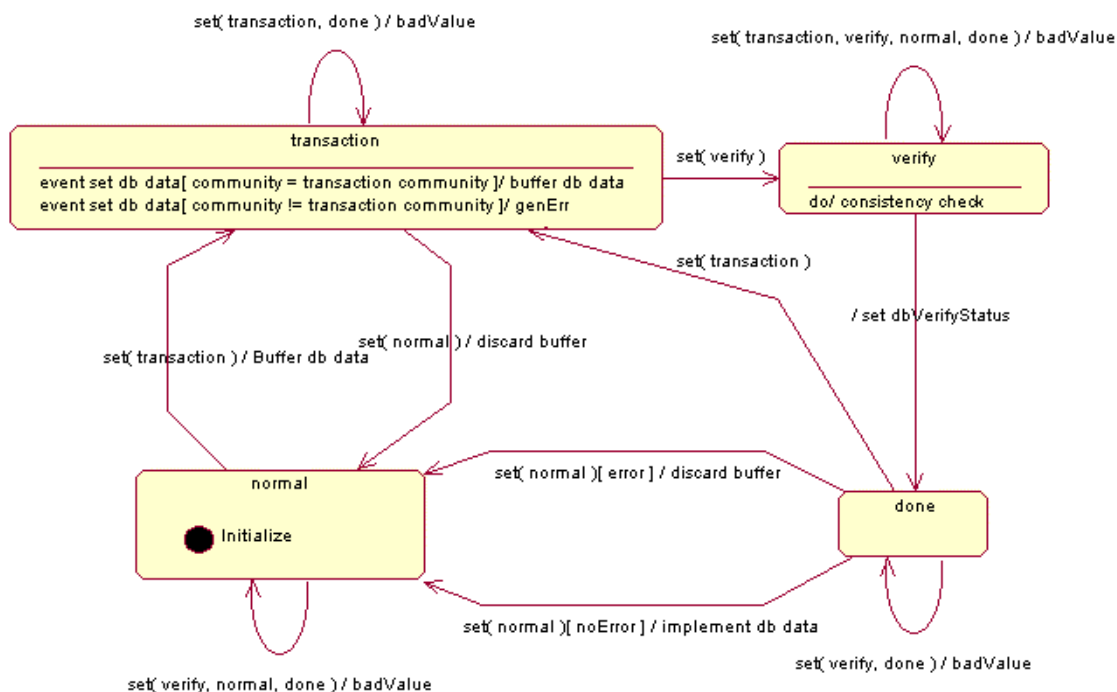 set( transaction, done ) / badValue
set( transaction, verify, normal, done ) / badValue
transaction
event set db data[ community = transaction community ]/ buffer db data
event set db data[ community != transaction community ]/ genErr
set( verify )
verify
do/ consistency check
set( transaction )
/ set dbVerifyStatus
set( normal ) / discard buffer
set( transaction ) / Buffer db data
normal
Initialize
set( normal )[ error ] / discard buffer
done
set( normal )[ noError ] / implement db data
set( verify, done ) / badValue
set( verify, normal, done ) / badValue